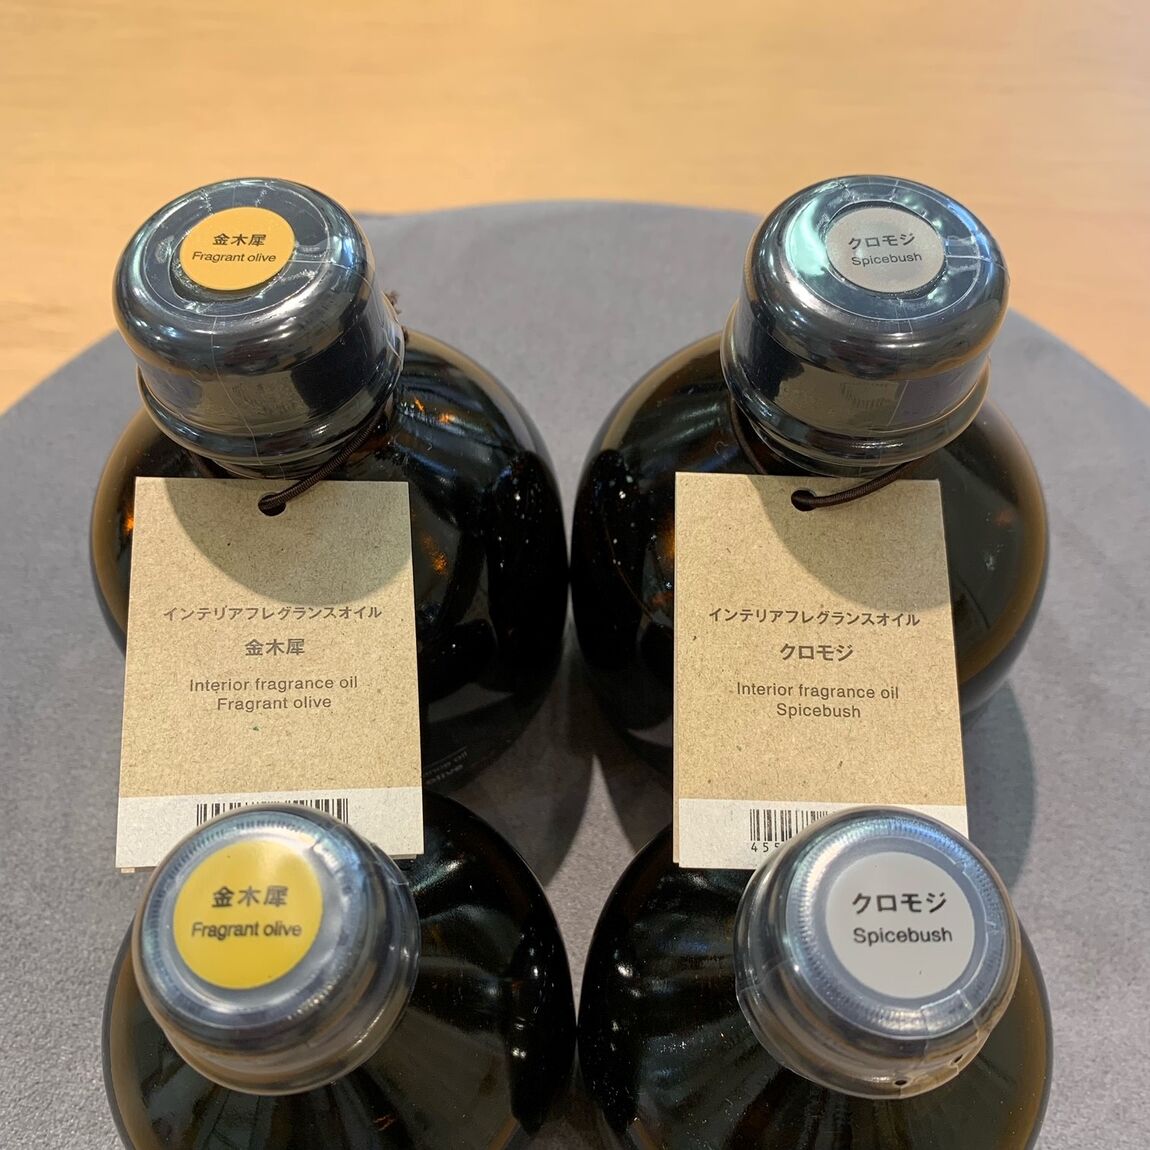 金木犀
Fragrant olive
クロモジ
Spicebush
インテリアフレグランスオイル
金木犀
Interior fragrance oil
Fragrant olive
インテリアフレグランスオイル
クロモジ
Interior fragrance oil
Spicebush
455
金木犀
Fragrant olive
クロモジ
Spicebush